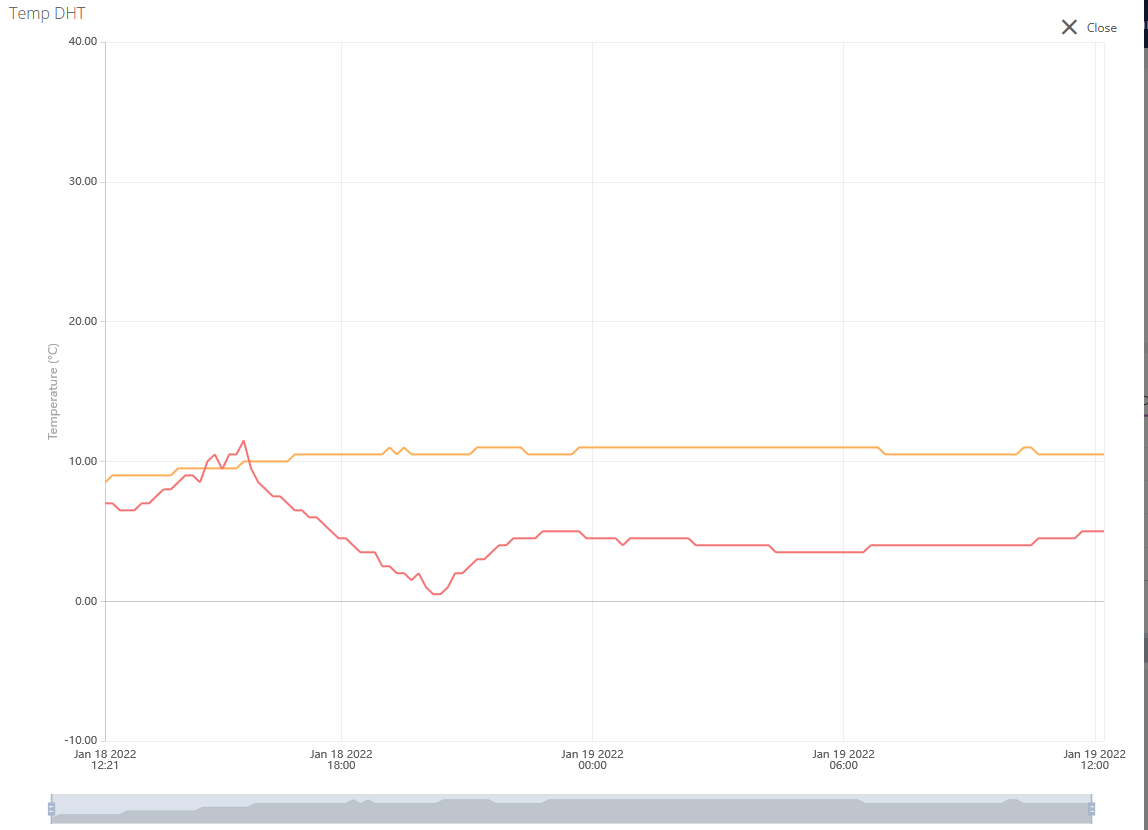 Temp DHT
Close
40.00
30.00
20.00
Temperature (°C)
10.00
0.00
-10.00
Jan 18 2022
12:21
Jan 18 2022
18:00
Jan 19 2022
00:00
Jan 19 2022
06:00
Jan 19 2022
12:00